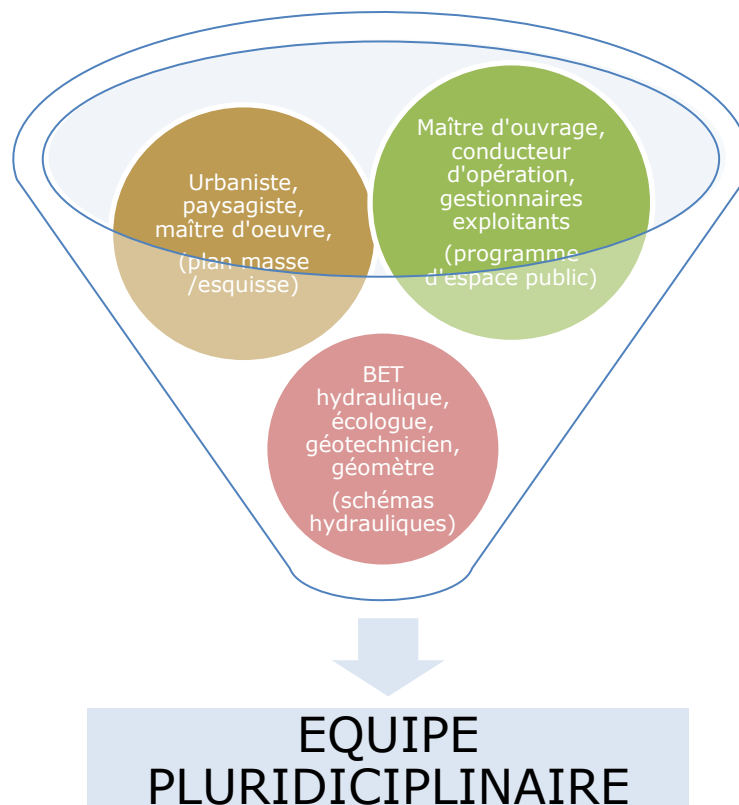 Urbaniste,
paysagiste,
maître d'oeuvre,
(plan masse
/esquisse)
Maître d'ouvrage,
conducteur
d'opération,
gestionnaires
exploitants
(programme
d'espace public)
BET
hydraulique,
écologue,
géotechnicien,
géomètre
(schémas
hydrauliques)
EQUIPE
PLURIDICIPLINAIRE